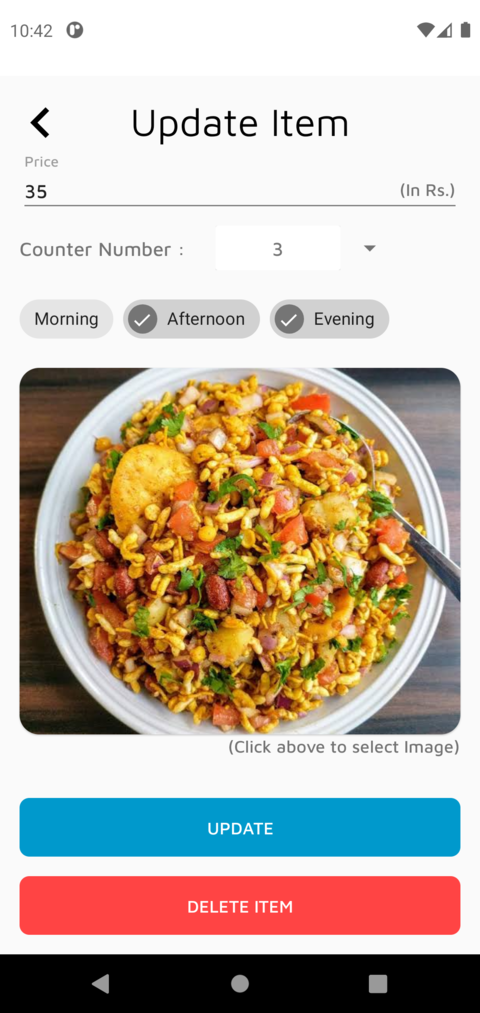 10:42
Update Item
Price
35 (In Rs.)
Counter Number : 3
Morning Afternoon Evening
(Click above to select Image)
UPDATE
DELETE ITEM